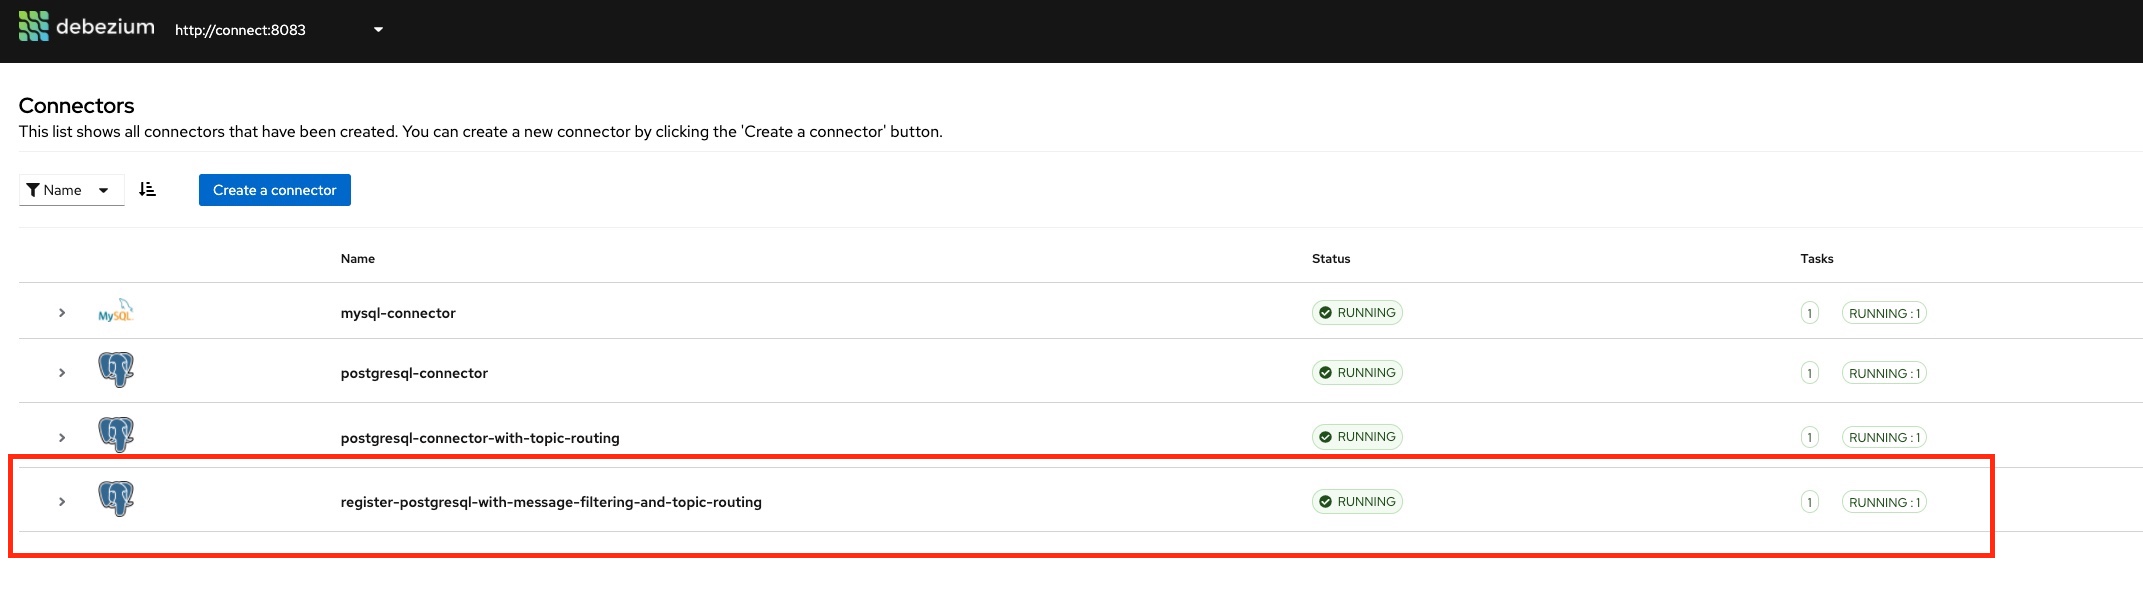 debezium http://connect:8083
Connectors
This list shows all connectors that have been created. You can create a new connector by clicking the 'Create a connector' button.
Name Create a connector
Name Status Tasks
MySQL mysql-connector RUNNING 1 RUNNING : 1
postgresql-connector RUNNING 1 RUNNING : 1
postgresql-connector-with-topic-routing RUNNING 1 RUNNING : 1
register-postgresql-with-message-filtering-and-topic-routing RUNNING 1 RUNNING : 1